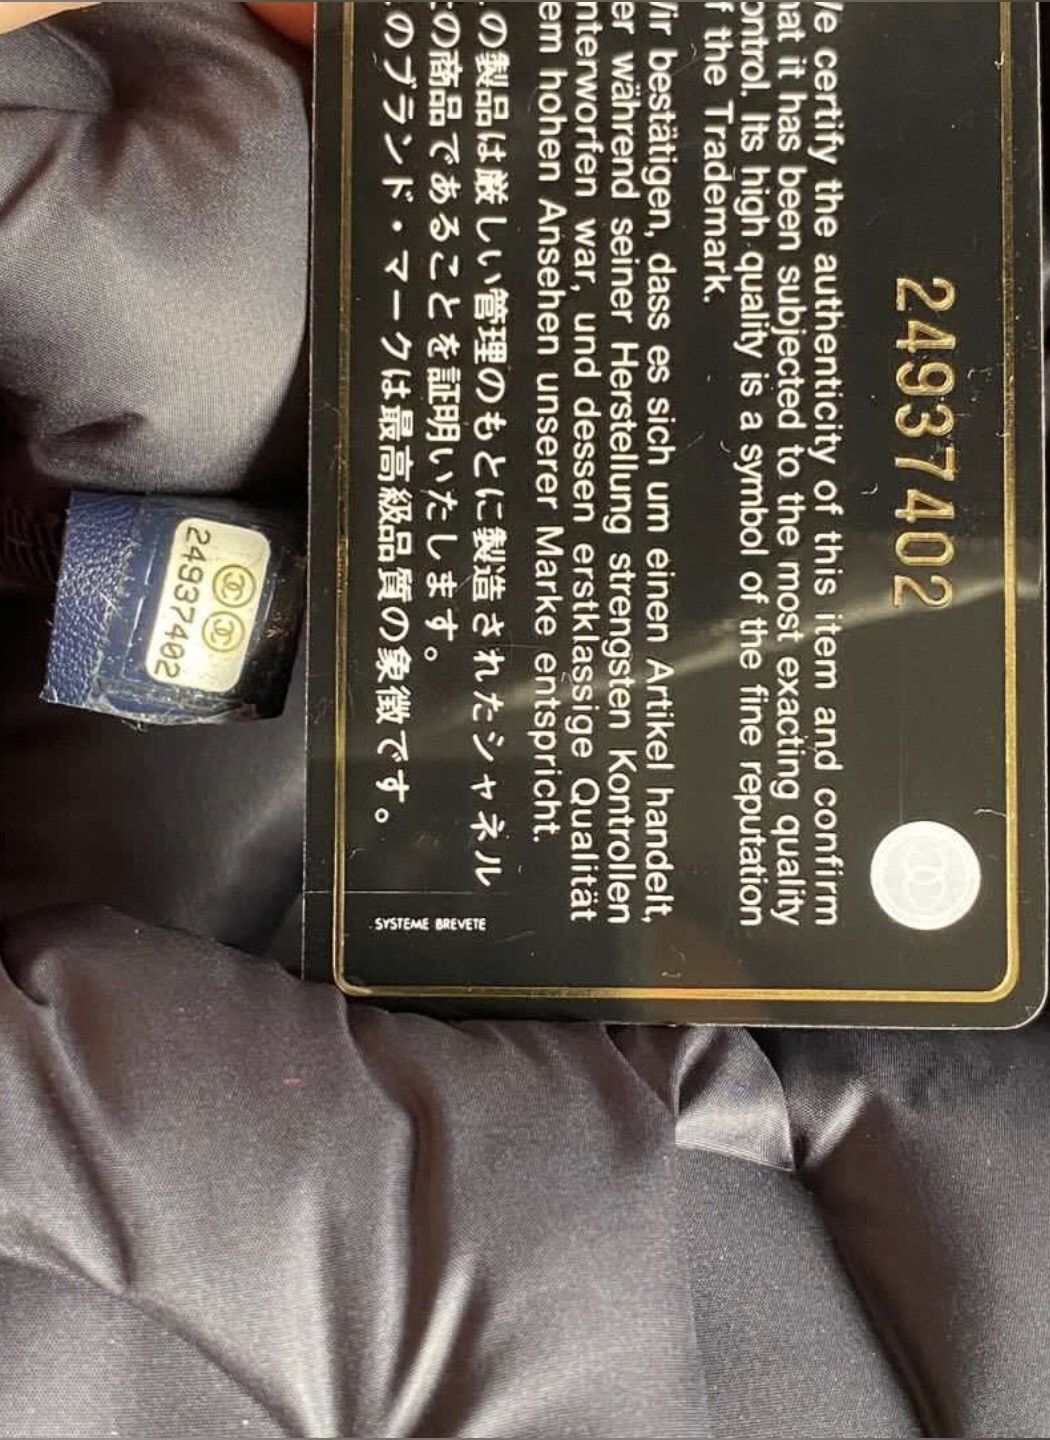 24937402
e certify the authenticity of this item and confirm
hat it has been subjected to the most exacting quality
ontrol. Its high quality is a symbol of the fine reputation
f the Trademark.
ir bestätigen, dass es sich um einen Artikel handelt,
er während seiner Herstellung strengsten Kontrollen
nterworfen war, und dessen erstklassige Qualität
em hohen Ansehen unserer Marke entspricht.
の製品は厳しい管理のもとに製造されたシャネル
の商品であることを証明いたします。
のブランド・マークは最高級品質の象徴です。
SYSTEME BREVETE
24937402